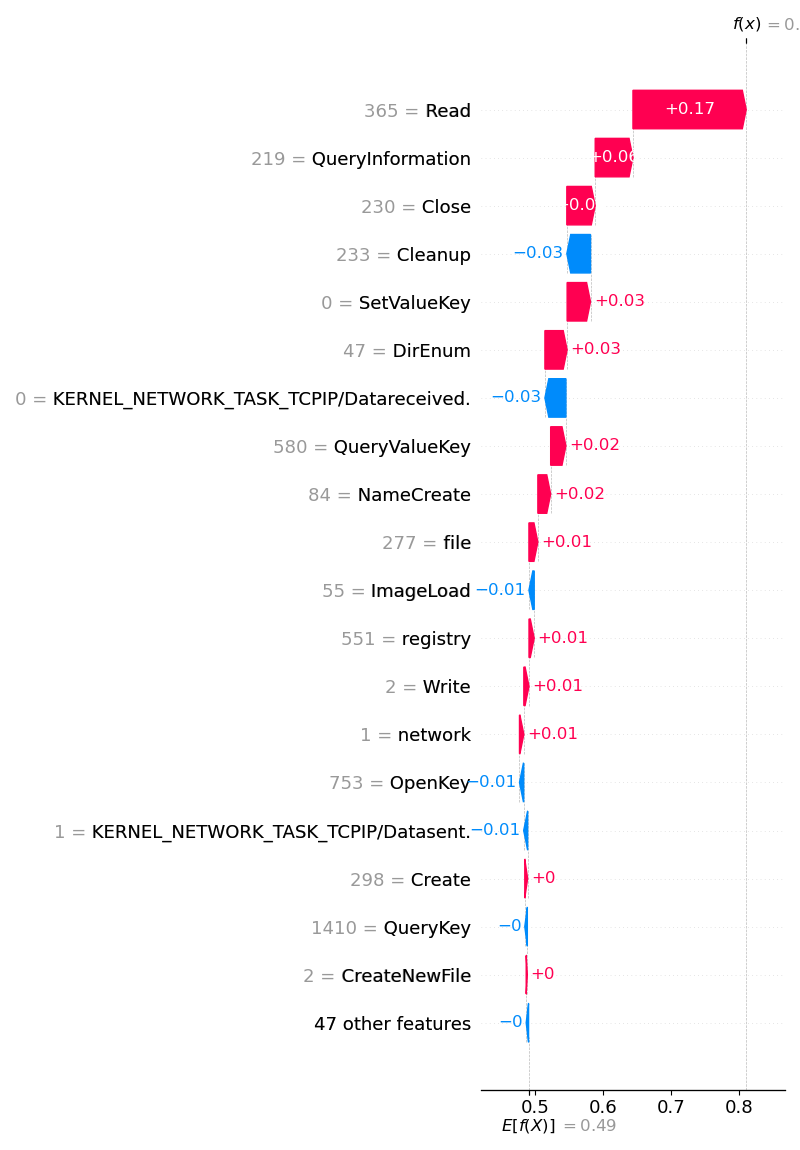 f(x) = 0.
365 = Read +0.17
219 = QueryInformation +0.06
230 = Close
233 = Cleanup −0.03
0 = SetValueKey +0.03
47 = DirEnum +0.03
0 = KERNEL_NETWORK_TASK_TCPIP/Datareceived. −0.03
580 = QueryValueKey +0.02
84 = NameCreate +0.02
277 = file +0.01
55 = ImageLoad −0.01
551 = registry +0.01
2 = Write +0.01
1 = network +0.01
753 = OpenKey −0.01
1 = KERNEL_NETWORK_TASK_TCPIP/Datasent. −0.01
298 = Create +0
1410 = QueryKey −0
2 = CreateNewFile +0
47 other features −0
0.5 0.6 0.7 0.8
E[f(X)] = 0.49